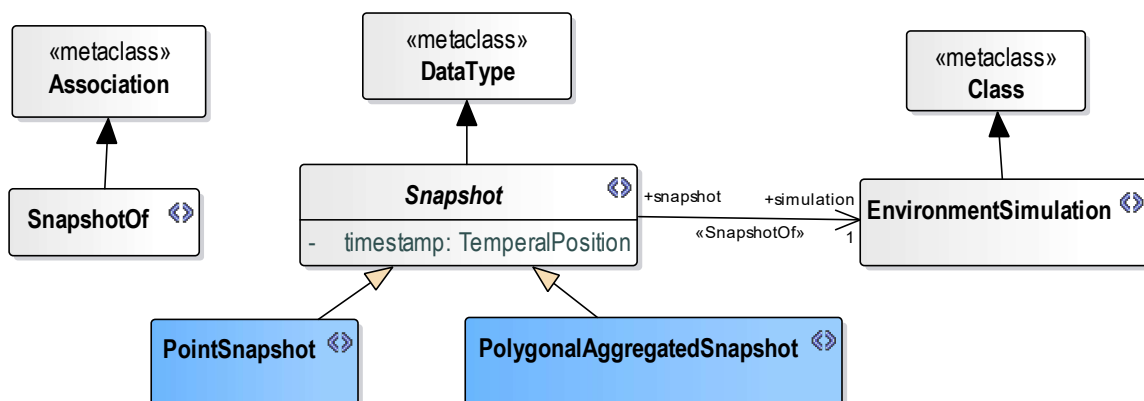 «metaclass»
Association
SnapshotOf
«metaclass»
DataType
Snapshot
- timestamp: TemperalPosition
+snapshot
+simulation
«SnapshotOf»
1
«metaclass»
Class
EnvironmentSimulation
PointSnapshot
PolygonalAggregatedSnapshot